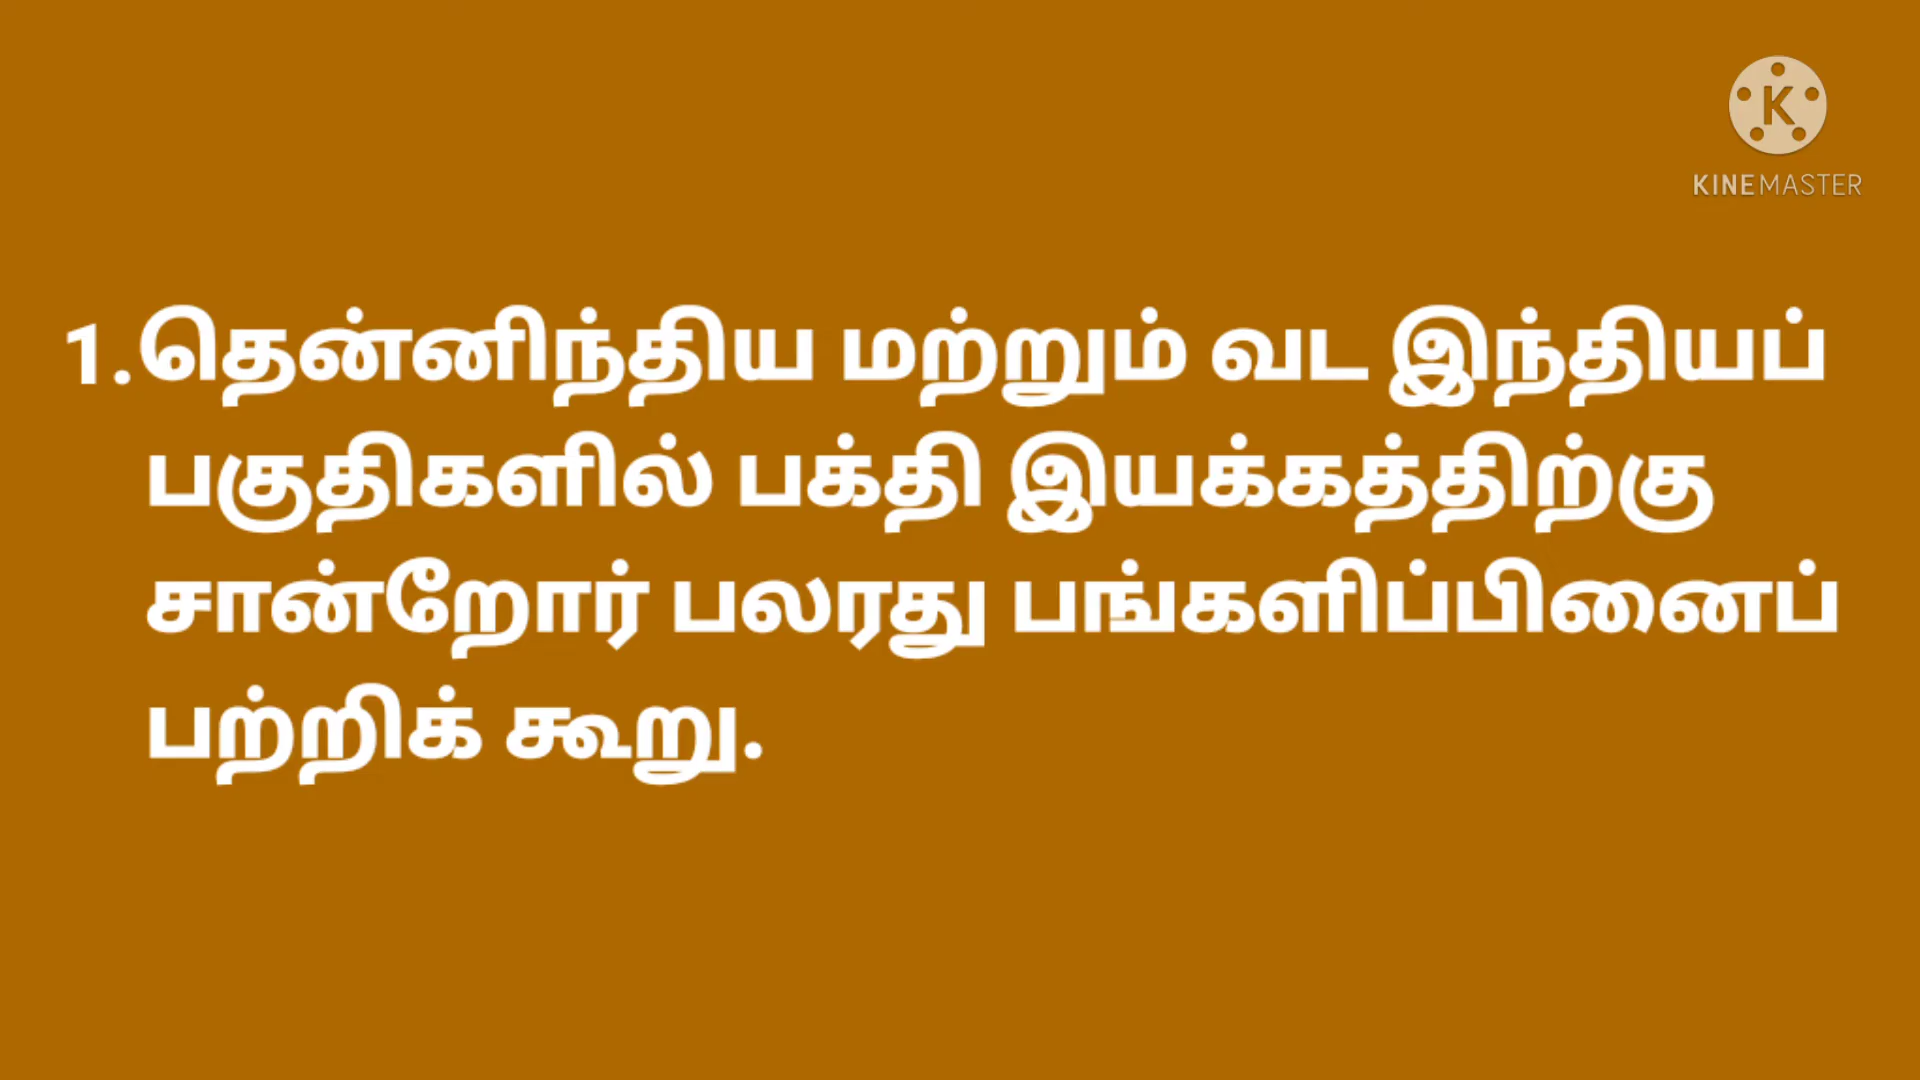 K
KINEMASTER
1.தென்னிந்திய மற்றும் வட இந்தியப்
பகுதிகளில் பக்தி இயக்கத்திற்கு
சான்றோர் பலரது பங்களிப்பினைப்
பற்றிக் கூறு.